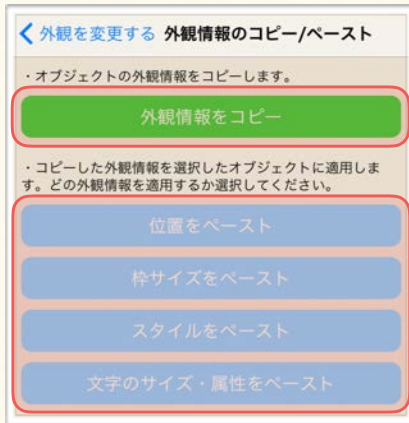 外観を変更する 外観情報のコピー/ペースト
・オブジェクトの外観情報をコピーします。
外観情報をコピー
・コピーした外観情報を選択したオブジェクトに適用しま
す。どの外観情報を適用するか選択してください。
位置をペースト
枠サイズをペースト
スタイルをペースト
文字のサイズ・属性をペースト